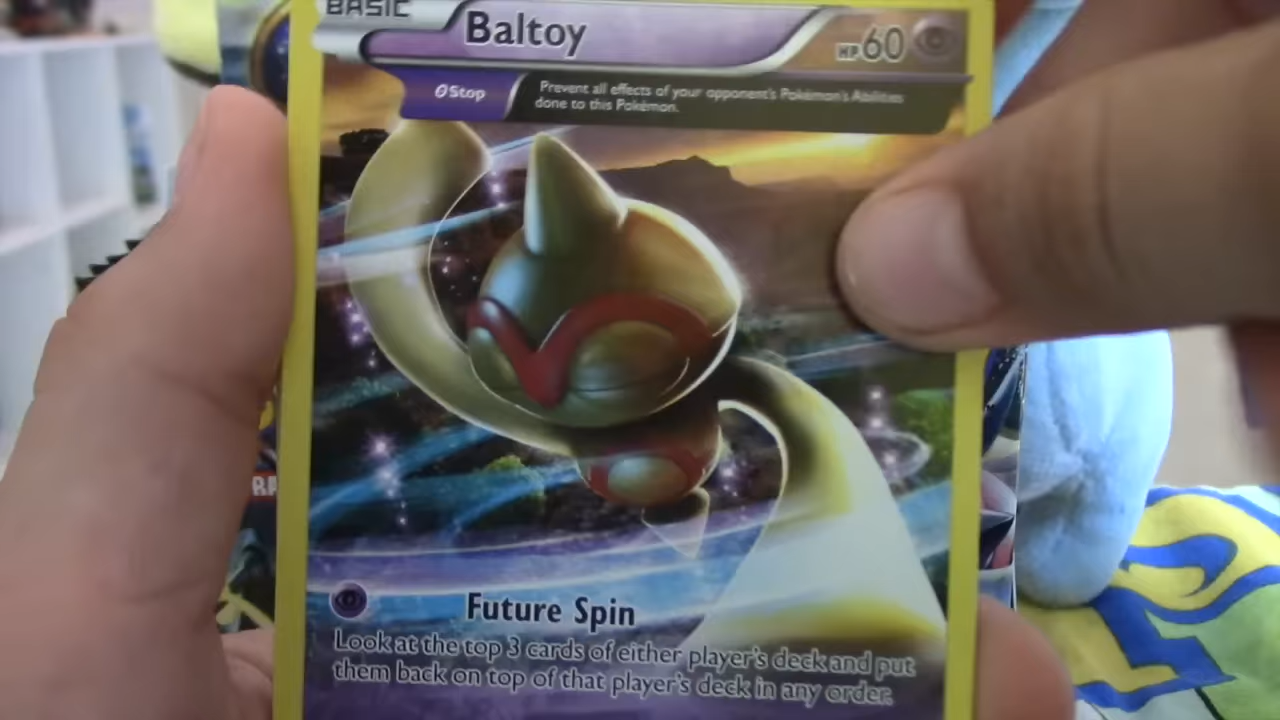 BASIC
Baltoy
HP60
θStop
Prevent all effects of your opponent's Pokémon's Abilities
done to this Pokémon.
Future Spin
Look at the top 3 cards of either player's deck and put
them back on top of that player's deck in any order.